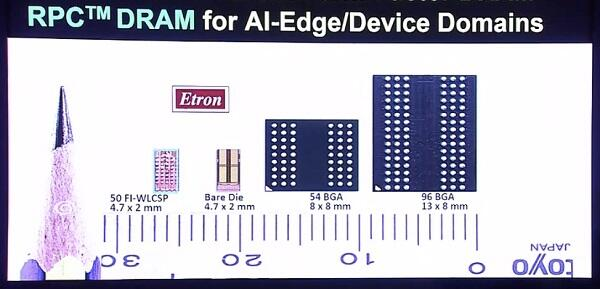 RPC™ DRAM for AI-Edge/Device Domains
Etron
50 FI-WLCSP
4.7 x 2 mm
Bare Die
4.7 x 2 mm
54 BGA
8 x 8 mm
96 BGA
13 x 8 mm
30 20 10 0
toyo
JAPAN